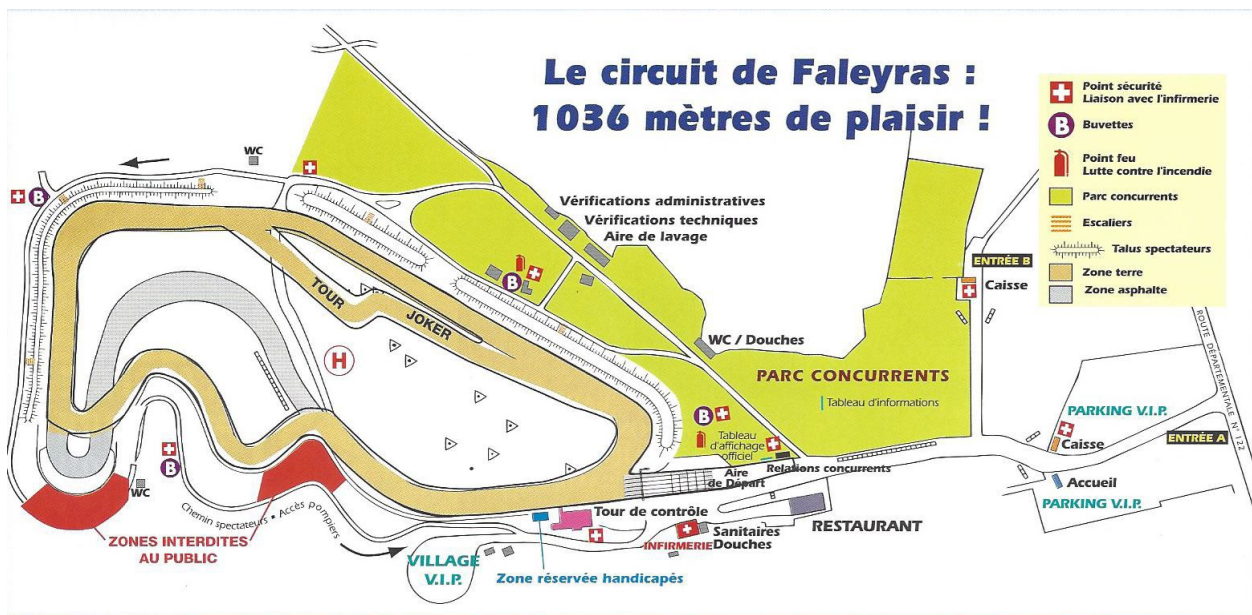 Le circuit de Faleyras :
1036 mètres de plaisir !
Point sécurité
Liaison avec l'infirmerie
B
Buvettes
Point feu
Lutte contre l'incendie
Parc concurrents
Escaliers
Talus spectateurs
Zone terre
Zone asphalte
WC
B
Vérifications administratives
Vérifications techniques
Aire de lavage
B
ENTRÉE B
Caisse
TOUR
JOKER
H
WC / Douches
PARC CONCURRENTS
Tableau d'informations
ROUTE DÉPARTEMENTALE N° 122
PARKING V.I.P.
ENTRÉE A
Caisse
B
Tableau
d'affichage
officiel
Relations concurrents
Aire
de Départ
Accueil
PARKING V.I.P.
B
WC
Chemin spectateurs • Accès pompiers
Tour de contrôle
RESTAURANT
Sanitaires
Douches
INFIRMERIE
ZONES INTERDITES
AU PUBLIC
VILLAGE
V.I.P.
Zone réservée handicapés